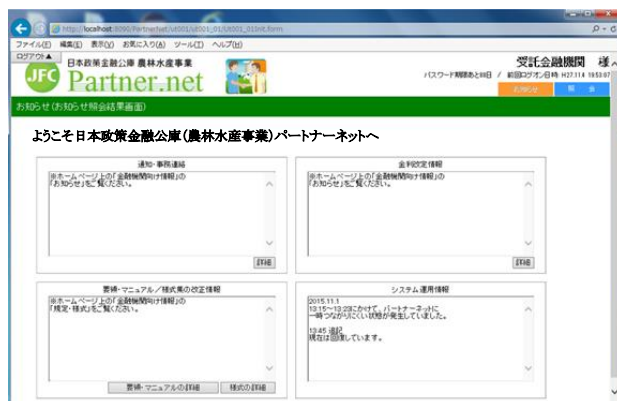 http://localhost:8080/Partnerhet/ut001/ut001_01/Ut001_01Init.form
ファイル(F) 編集(E) 表示(V) お気に入り(A) ツール(T) ヘルプ(H)
ログアウト▲
JFC
日本政策金融公庫 農林水産事業
Partner.net
受託金融機関 様
パスワード期限あと■日 / 前回ログオン日時 H27.11.4 19:53:07
お知らせ 照 会
お知らせ(お知らせ照会結果画面)
ようこそ日本政策金融公庫(農林水産事業)パートナーネットへ
通知・事務連絡
※ホームページ上の「金融機関向け情報」の
「お知らせ」をご覧ください。
詳細
金利改定情報
※ホームページ上の「金融機関向け情報」の
「お知らせ」をご覧ください。
詳細
要綱・マニュアル/様式集の改正情報
※ホームページ上の「金融機関向け情報」の
「規定・様式」をご覧ください。
要綱・マニュアルの詳細 様式の詳細
システム運用情報
2015.11.1
13:15~13:23にかけて、パートナーネットに
一時つながりにくい状態が発生していました。
13:45 追記
現在は回復しています。